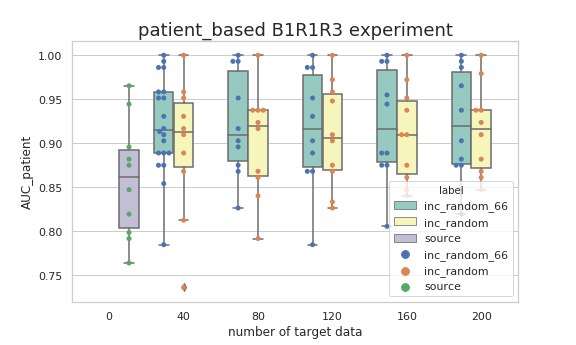 patient_based B1R1R3 experiment
1.00
0.95
0.90
0.85
0.80
0.75
AUC_patient
0 40 80 120 160 200
number of target data
label
inc_random_66
inc_random
source
inc_random_66
inc_random
source